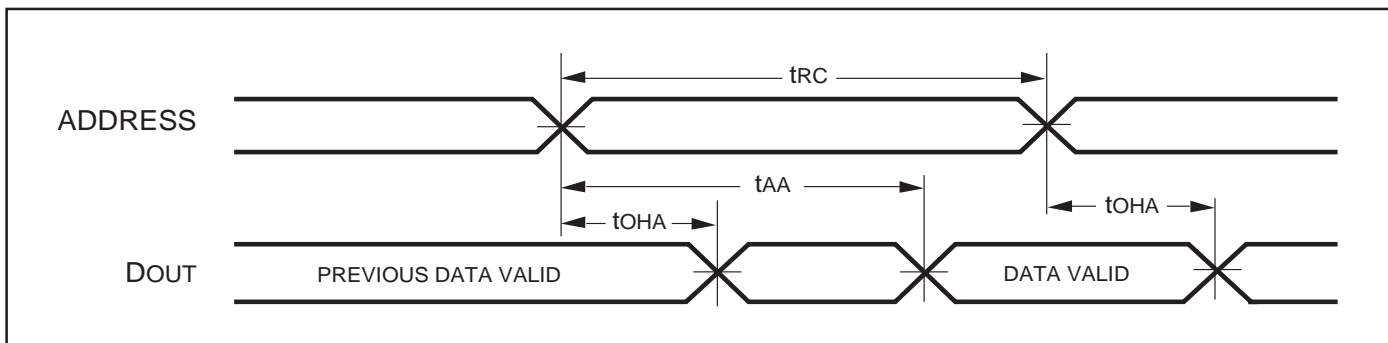 tRC
ADDRESS
tAA
tOHA
tOHA
DOUT
PREVIOUS DATA VALID
DATA VALID